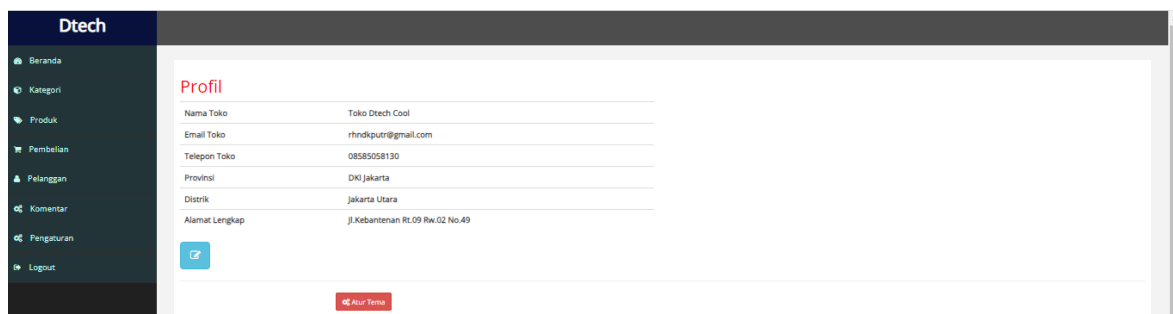 Dtech
Beranda
Kategori
Produk
Pembelian
Pelanggan
Komentar
Pengaturan
Logout
Profil
Nama Toko Toko Dtech Cool
Email Toko rhndkputr@gmail.com
Telepon Toko 08585058130
Provinsi DKI Jakarta
Distrik Jakarta Utara
Alamat Lengkap Jl.Kebantenan Rt.09 Rw.02 No.49
Atur Tema